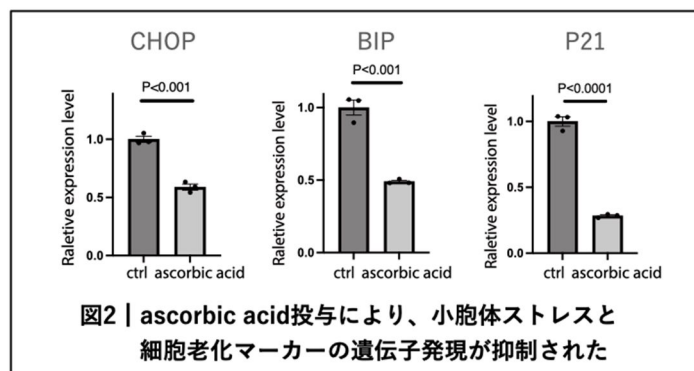 CHOP
BIP
P21
P<0.001
P<0.001
P<0.0001
Raletive expression level
1.0
0.5
0.0
ctrl ascorbic acid
Raletive expression level
1.0
0.5
0.0
ctrl ascorbic acid
Raletive expression level
1.0
0.5
0.0
ctrl ascorbic acid
図2｜ascorbic acid投与により、小胞体ストレスと
細胞老化マーカーの遺伝子発現が抑制された